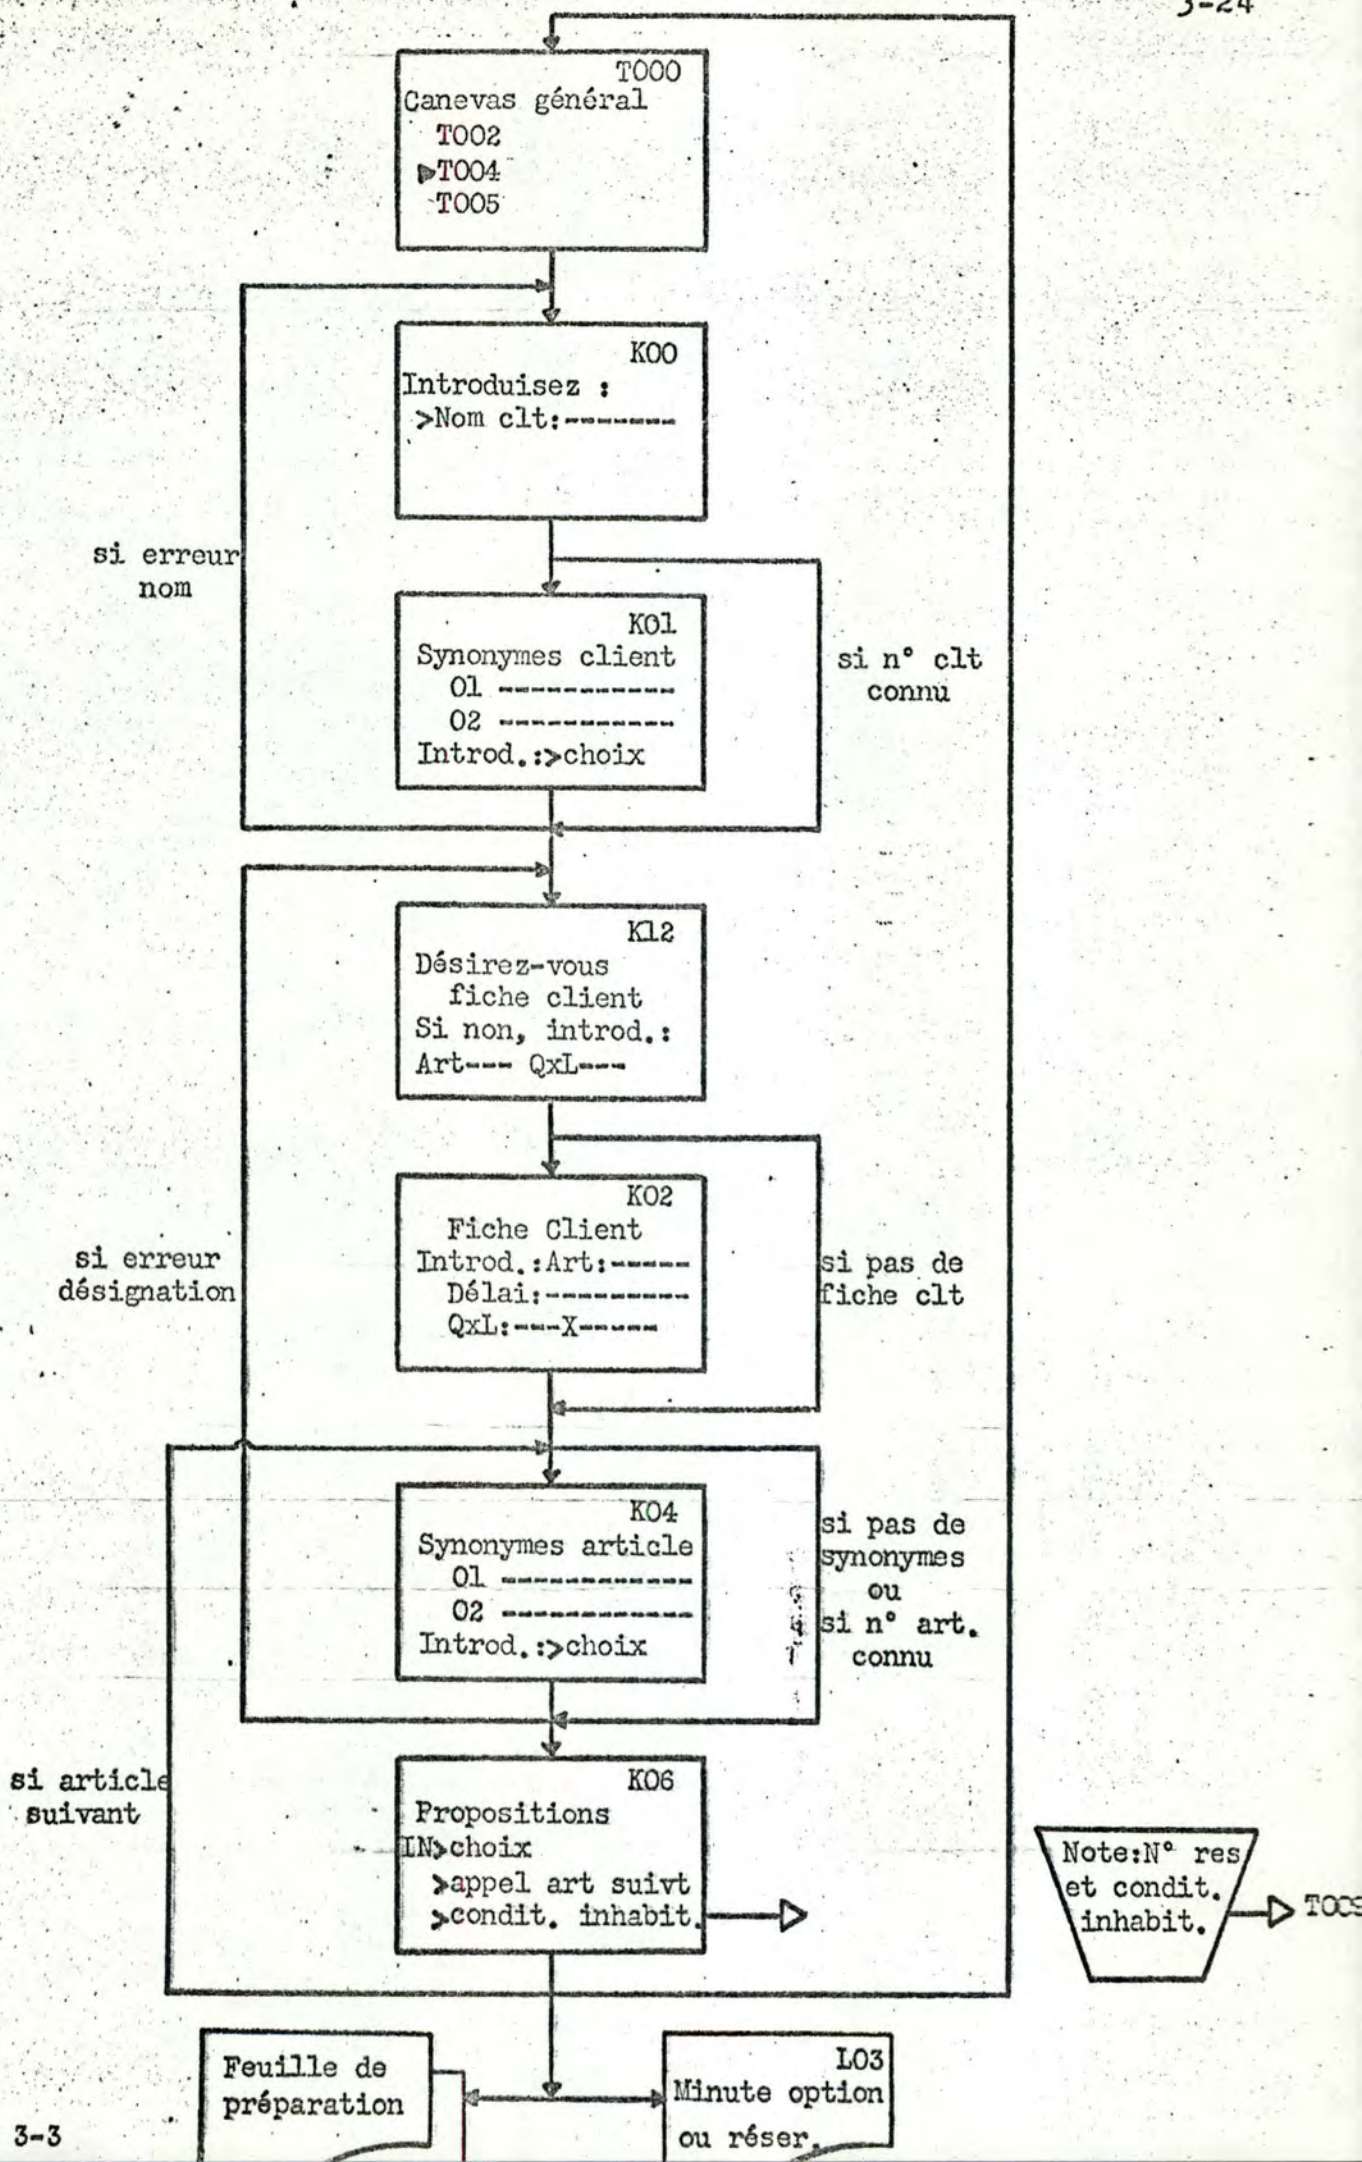 3-24
T000
Canevas général
T002
T004
T005
K00
Introduisez :
>Nom clt:--------
si erreur
nom
K01
Synonymes client
01 ------------
02 ------------
Introd.:>choix
si n° clt
connu
K12
Désirez-vous
fiche client
Si non, introd.:
Art--- QxL---
K02
Fiche Client
Introd.:Art:-----
Délai:----------
QxL:---X-----
si erreur
désignation
si pas de
fiche clt
K04
Synonymes article
01 ------------
02 ------------
Introd.:>choix
si pas de
synonymes
ou
si n° art.
connu
si article
suivant
K06
Propositions
IN>choix
>appel art suivt
>condit. inhabit.
Note:N° res
et condit.
inhabit.
Feuille de
préparation
L03
Minute option
ou réser.
3-3